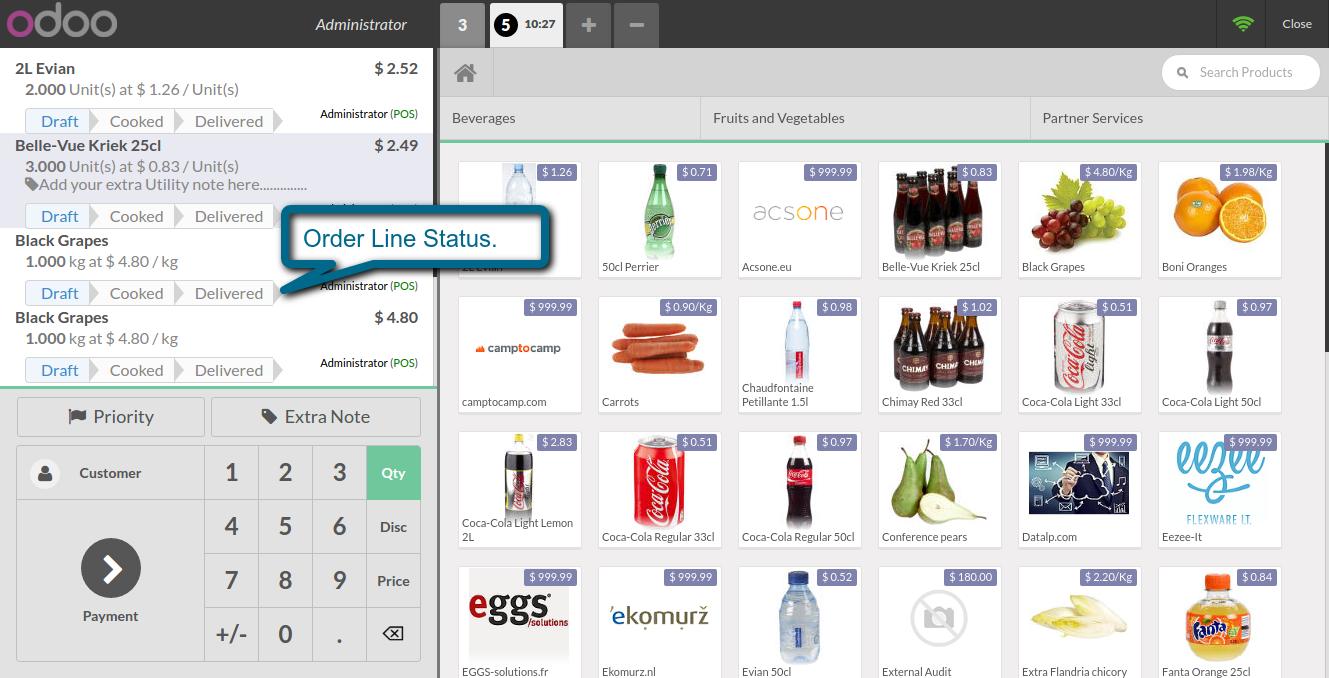 odoo
Administrator
3
5 10:27
+
−
Close
2L Evian $ 2.52
2.000 Unit(s) at $ 1.26 / Unit(s)
Administrator (POS)
Draft Cooked Delivered
Belle-Vue Kriek 25cl $ 2.49
3.000 Unit(s) at $ 0.83 / Unit(s)
Add your extra Utility note here..............
Draft Cooked Delivered
Black Grapes
1.000 kg at $ 4.80 / kg
Administrator (POS)
Draft Cooked Delivered
Black Grapes $ 4.80
1.000 kg at $ 4.80 / kg
Administrator (POS)
Draft Cooked Delivered
Order Line Status.
Priority Extra Note
Customer 1 2 3 Qty
4 5 6 Disc
7 8 9 Price
+/- 0 .
Payment
Search Products
Beverages Fruits and Vegetables Partner Services
$ 1.26
2L Evian
$ 0.71
Perrier
50cl Perrier
$ 999.99
acsone
Acsone.eu
$ 0.83
Belle-Vue Kriek 25cl
$ 4.80/Kg
Black Grapes
$ 1.98/Kg
Boni Oranges
$ 999.99
camptocamp
camptocamp.com
$ 0.90/Kg
Carrots
$ 0.98
Chaudfontaine
Petillante 1.5l
$ 1.02
CHIMAY
Chimay Red 33cl
$ 0.51
Coca-Cola
light
Coca-Cola Light 33cl
$ 0.97
Coca-Cola Light 50cl
$ 2.83
Coca-Cola Light Lemon
2L
$ 0.51
Coca-Cola
Coca-Cola Regular 33cl
$ 0.97
Coca-Cola
Coca-Cola Regular 50cl
$ 1.70/Kg
Conference pears
$ 999.99
Datalp.com
$ 999.99
eezee
FLEXWARE I.T.
Eezee-It
$ 999.99
eggs
/solutions
EGGS-solutions.fr
$ 999.99
'ekomurž
Ekomurz.nl
$ 0.52
Evian 50cl
$ 180.00
External Audit
$ 2.20/Kg
Extra Flandria chicory
$ 0.84
Fanta
Fanta Orange 25cl